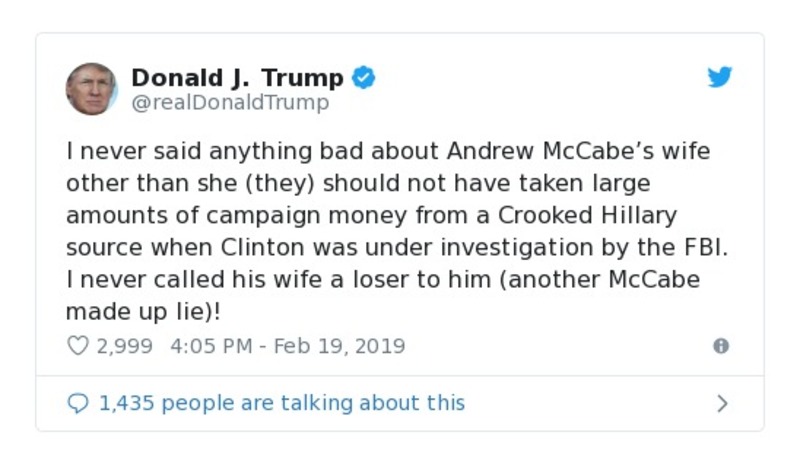 Donald J. Trump
@realDonaldTrump
I never said anything bad about Andrew McCabe’s wife
other than she (they) should not have taken large
amounts of campaign money from a Crooked Hillary
source when Clinton was under investigation by the FBI.
I never called his wife a loser to him (another McCabe
made up lie)!
2,999 4:05 PM - Feb 19, 2019
1,435 people are talking about this